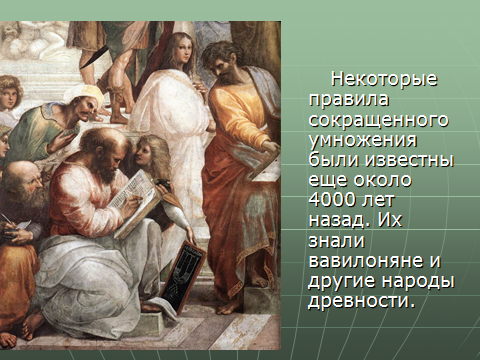 Некоторые
правила
сокращенного
умножения
были известны
еще около
4000 лет
назад. Их
знали
вавилоняне и
другие народы
древности.